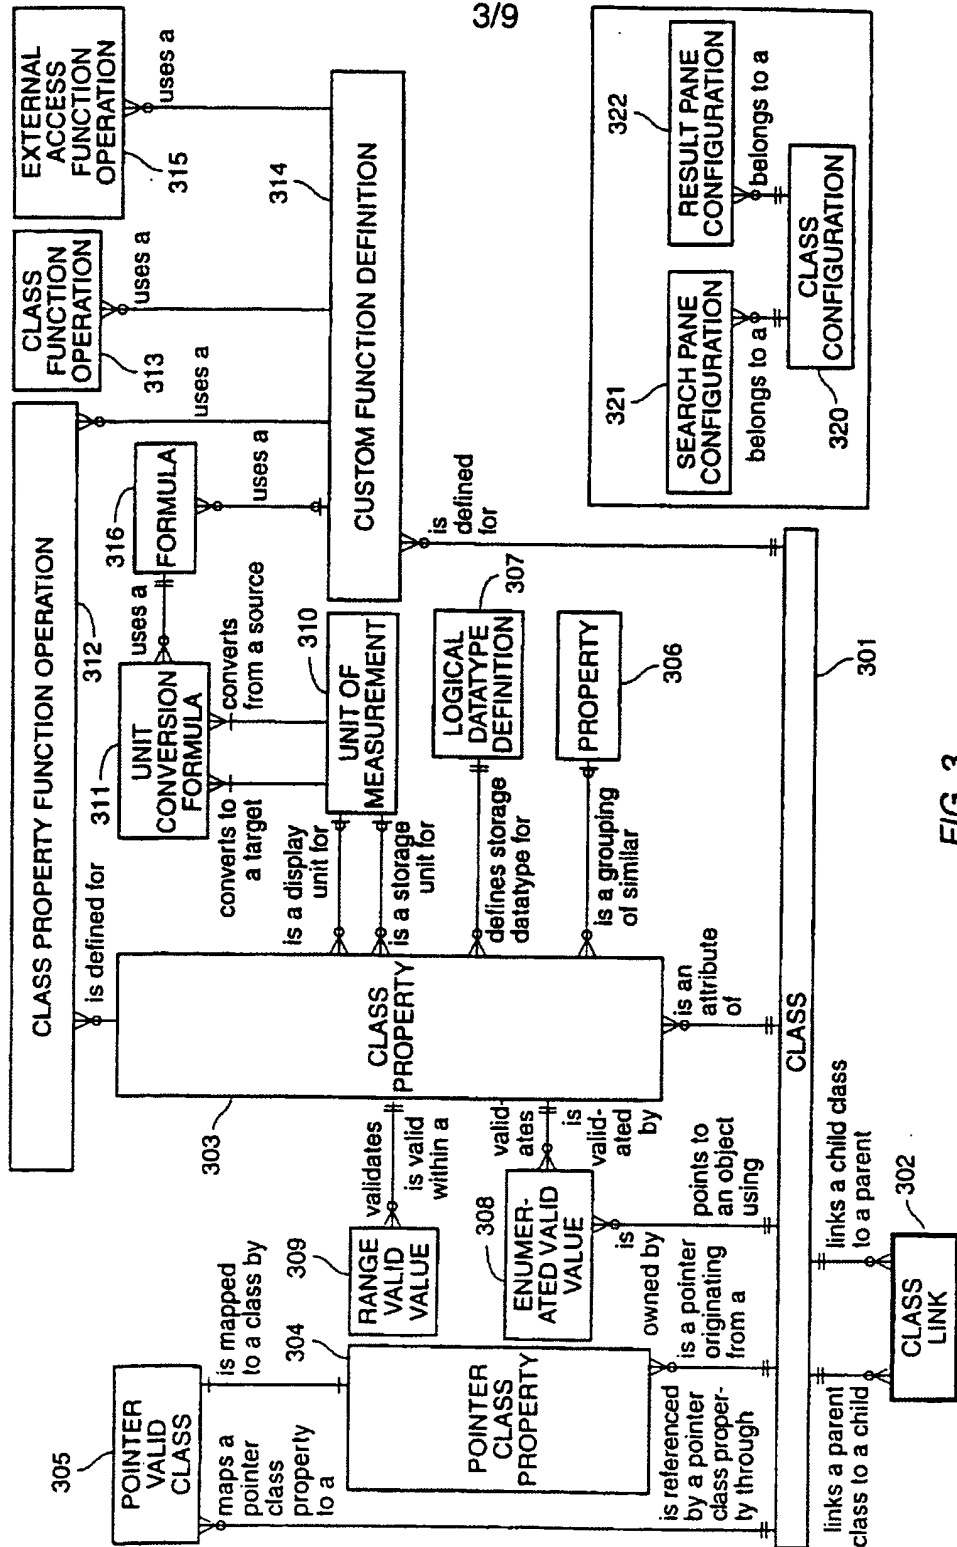 3/9
CLASS PROPERTY FUNCTION OPERATION
312
CLASS
FUNCTION
OPERATION
313
EXTERNAL
ACCESS
FUNCTION
OPERATION
315
uses a
uses a
uses a
is defined for
UNIT
CONVERSION
FORMULA
311
uses a
FORMULA
316
uses a
converts to
a target
converts
from a source
UNIT OF
MEASUREMENT
310
CUSTOM FUNCTION DEFINITION
314
is a display
unit for
is a storage
unit for
LOGICAL
DATATYPE
DEFINITION
307
defines storage
datatype for
PROPERTY
306
is a grouping
of similar
is
defined
for
CLASS
PROPERTY
303
is an
attribute
of
POINTER
VALID
CLASS
305
maps a
pointer
class
property
to a
is mapped
to a class by
304
POINTER
CLASS
PROPERTY
RANGE
VALID
VALUE
309
validates
is valid
within a
ENUMER-
ATED VALID
VALUE
308
valid-
ates
is
valid-
ated
by
is
owned by
points to
an object
using
is a pointer
originating
from a
is referenced
by a pointer
class proper-
ty through
CLASS
301
links a parent
class to a child
links a child class
to a parent
CLASS
LINK
302
SEARCH PANE
CONFIGURATION
321
RESULT PANE
CONFIGURATION
322
belongs to a
belongs to a
CLASS
CONFIGURATION
320
FIG. 3